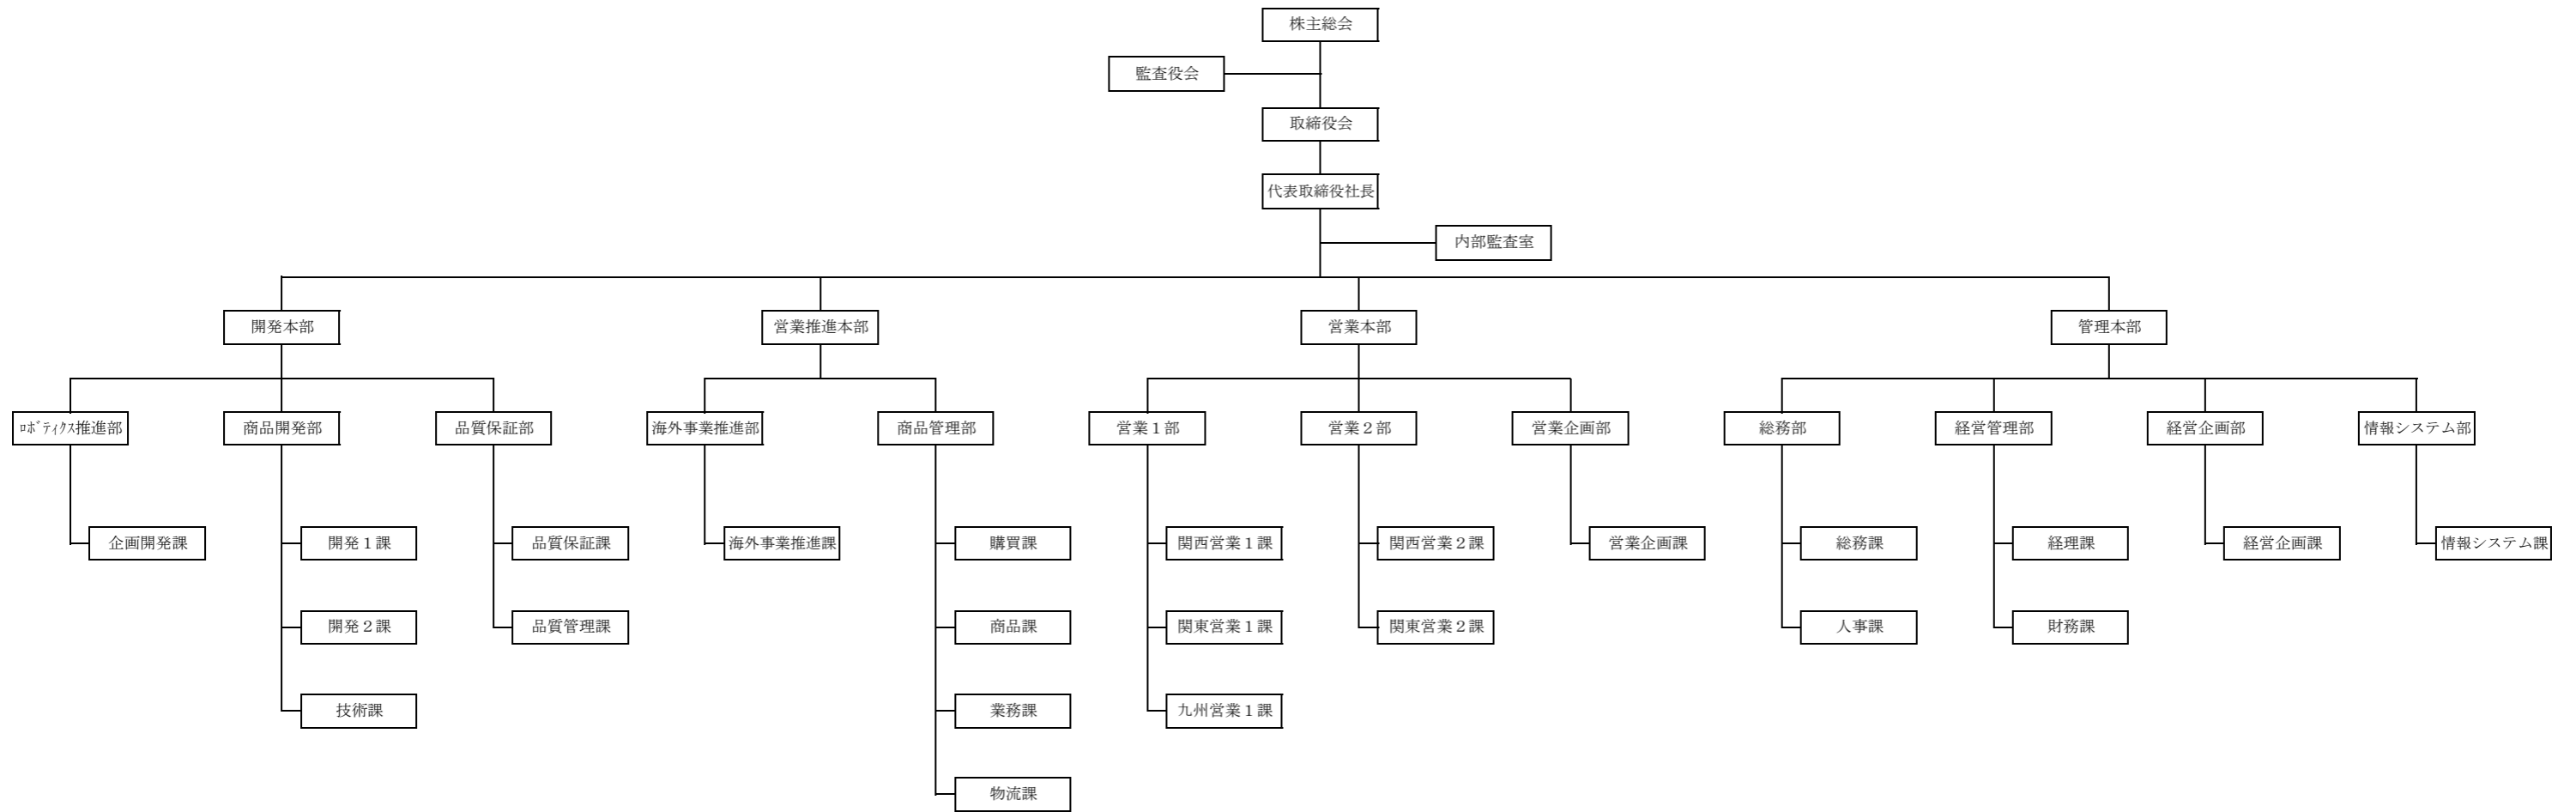 株主総会
監査役会
取締役会
代表取締役社長
内部監査室
開発本部
営業推進本部
営業本部
管理本部
ﾛﾎﾞﾃｨｸｽ推進部
商品開発部
品質保証部
海外事業推進部
商品管理部
営業１部
営業２部
営業企画部
総務部
経営管理部
経営企画部
情報システム部
企画開発課
開発１課
品質保証課
海外事業推進課
購買課
関西営業１課
関西営業２課
営業企画課
総務課
経理課
経営企画課
情報システム課
開発２課
品質管理課
商品課
関東営業１課
関東営業２課
人事課
財務課
技術課
業務課
九州営業１課
物流課